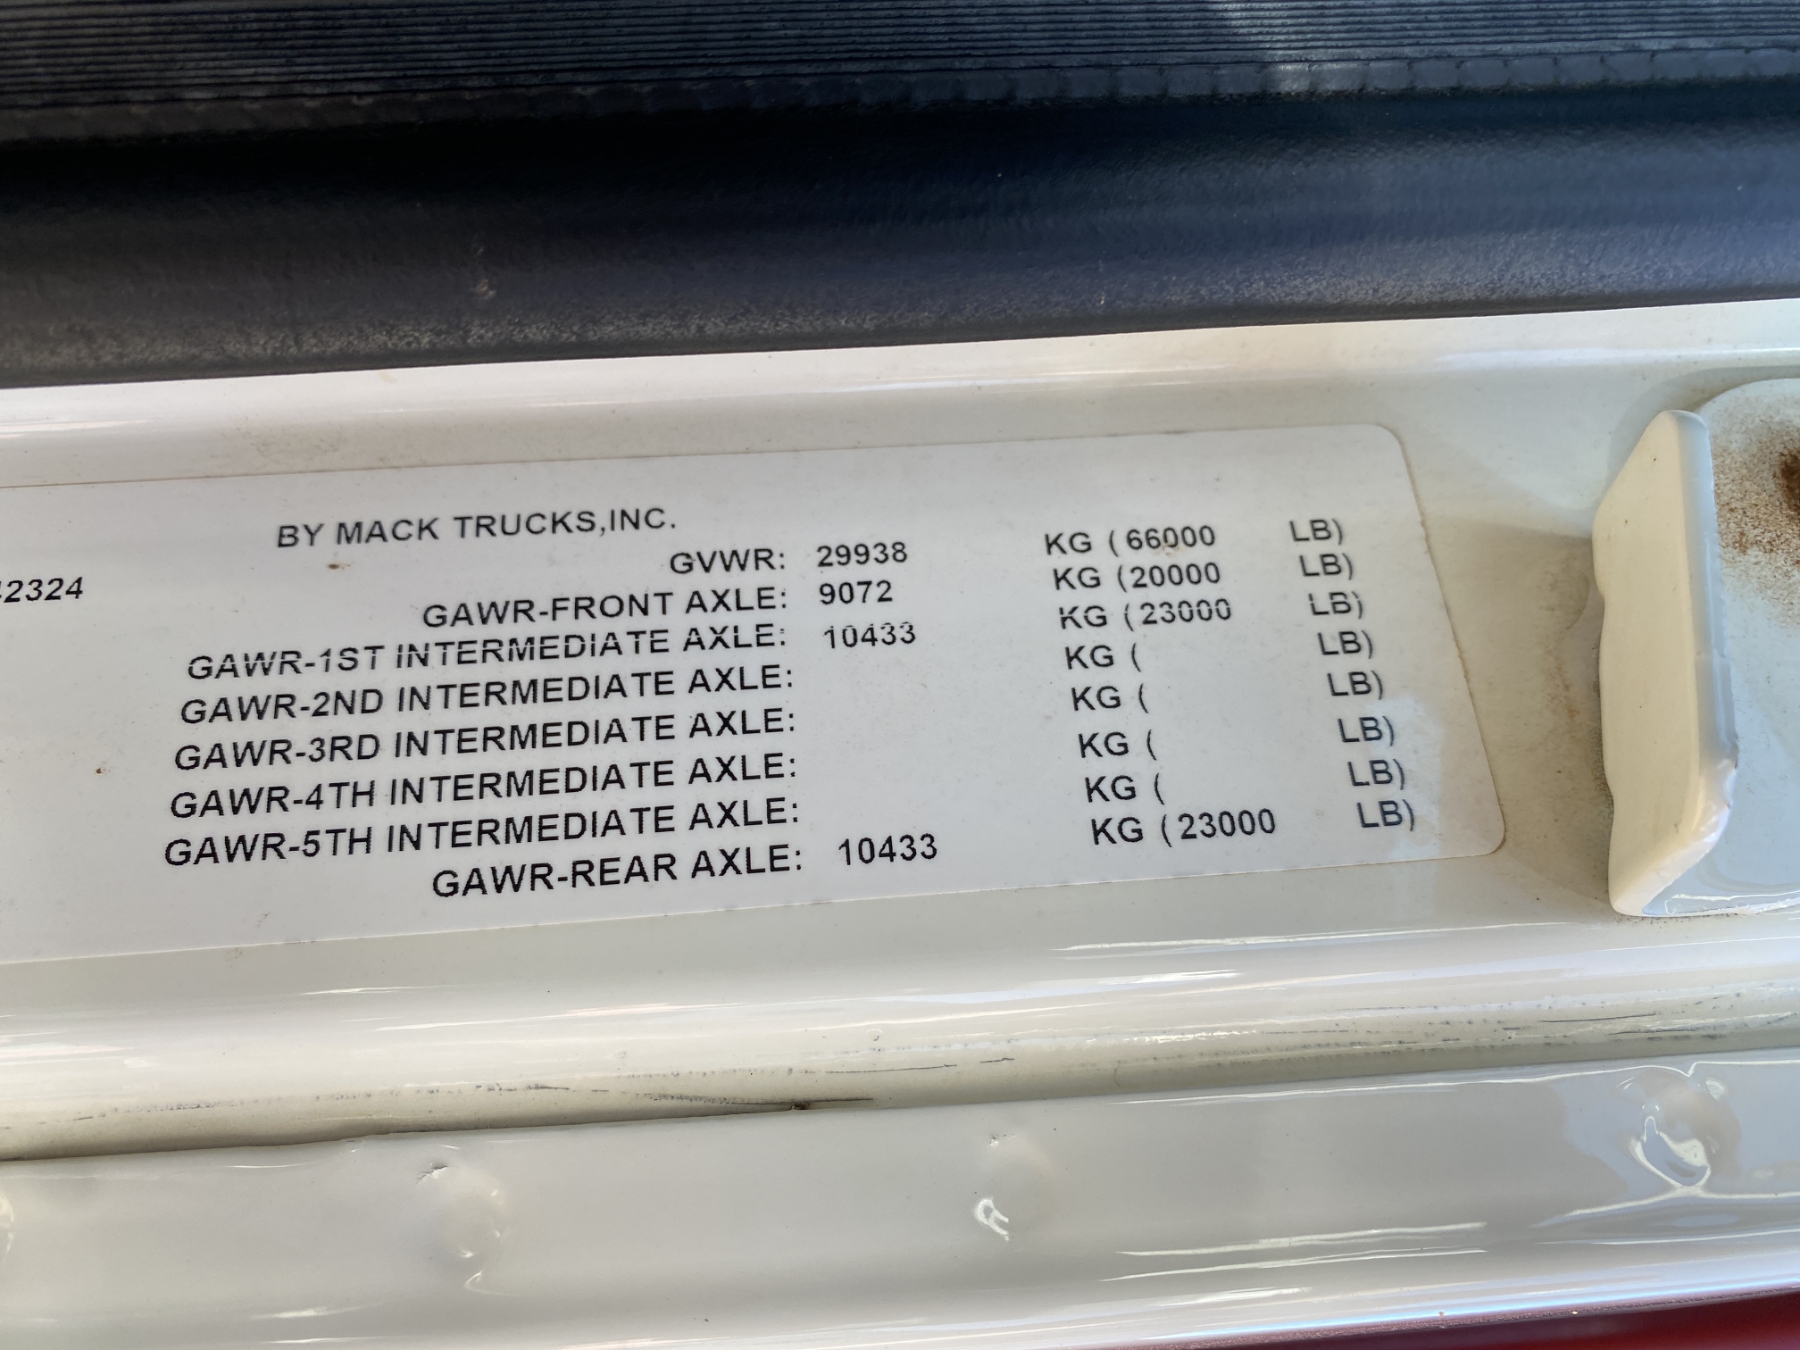 BY MACK TRUCKS,INC.
GVWR: 29938 KG (66000 LB)
2324 GAWR-FRONT AXLE: 9072 KG (20000 LB)
GAWR-1ST INTERMEDIATE AXLE: 10433 KG (23000 LB)
GAWR-2ND INTERMEDIATE AXLE: KG ( LB)
GAWR-3RD INTERMEDIATE AXLE: KG ( LB)
GAWR-4TH INTERMEDIATE AXLE: KG ( LB)
GAWR-5TH INTERMEDIATE AXLE: KG ( LB)
GAWR-REAR AXLE: 10433 KG (23000 LB)